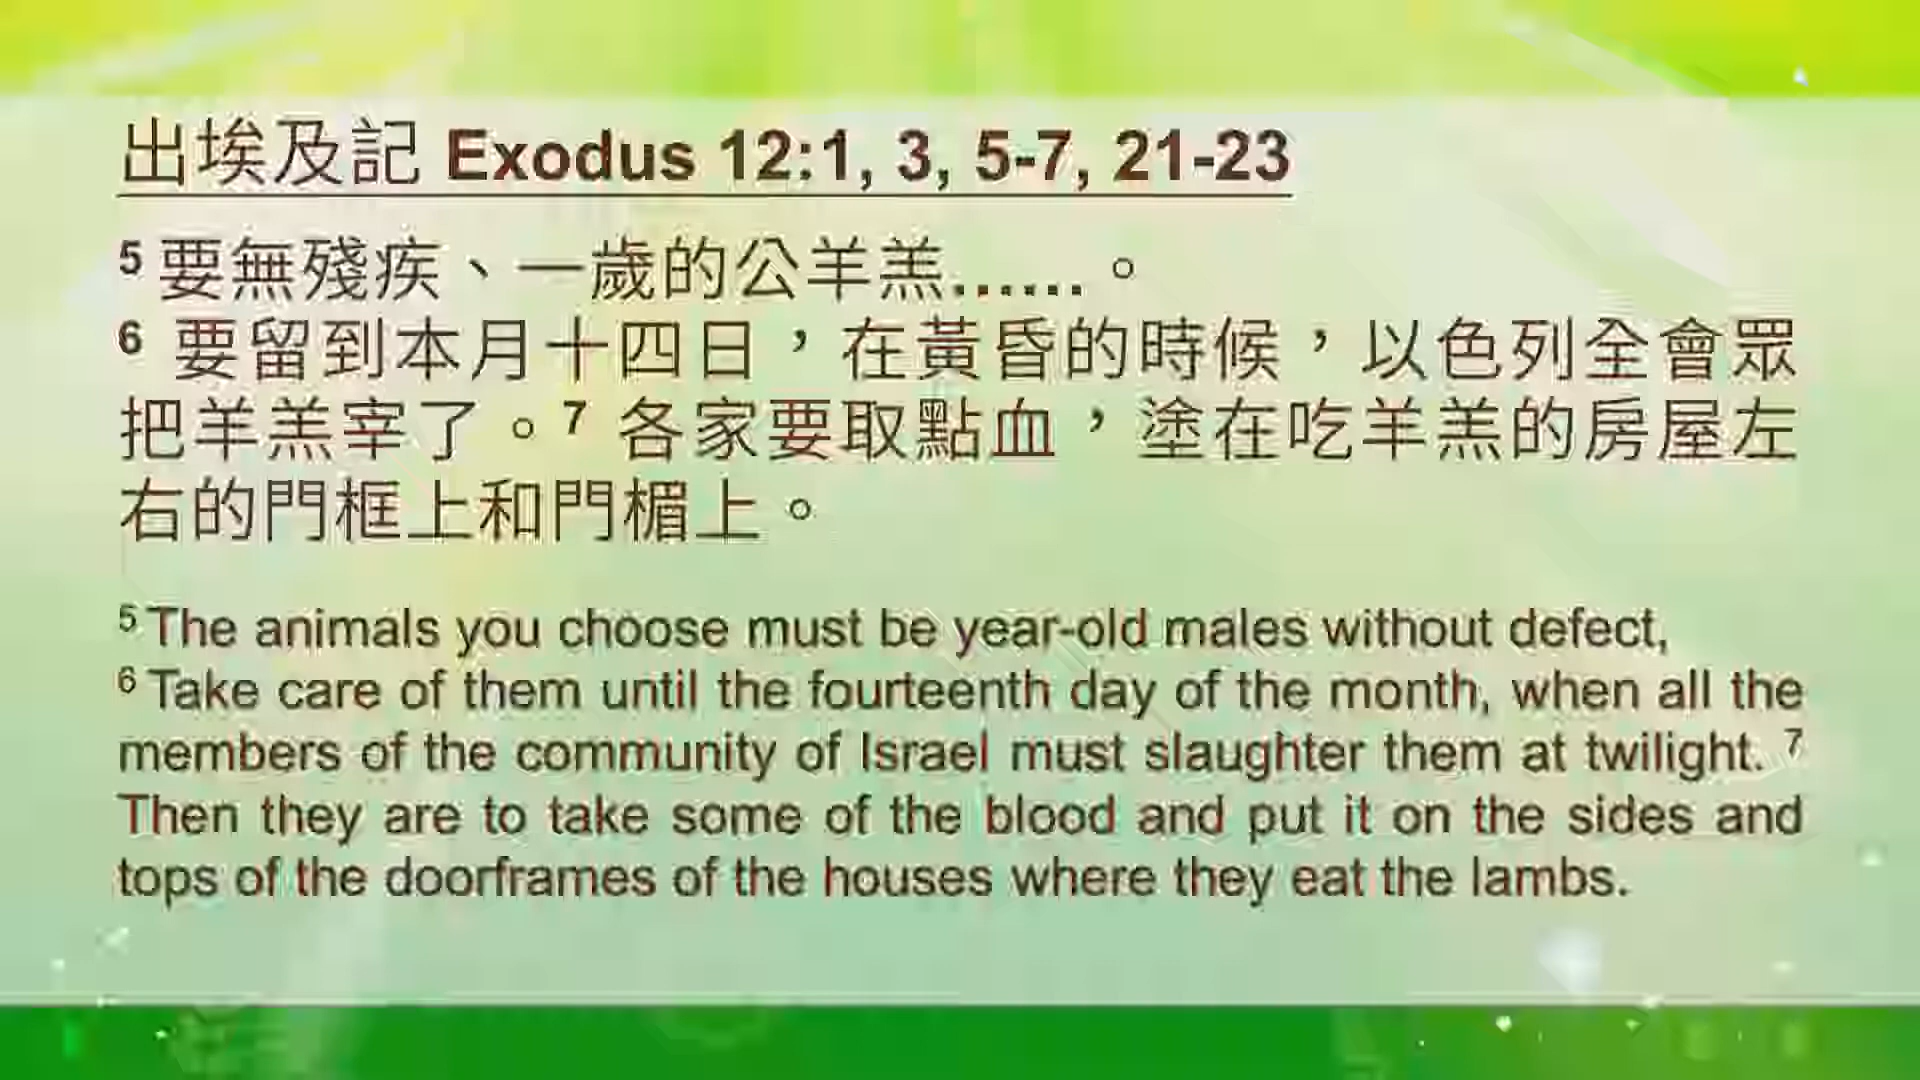 出埃及記 Exodus 12:1, 3, 5-7, 21-23
5 要無殘疾、一歲的公羊羔......。
6 要留到本月十四日，在黃昏的時候，以色列全會眾
把羊羔宰了。7 各家要取點血，塗在吃羊羔的房屋左
右的門框上和門楣上。
5 The animals you choose must be year-old males without defect,
6 Take care of them until the fourteenth day of the month, when all the
members of the community of Israel must slaughter them at twilight. 7
Then they are to take some of the blood and put it on the sides and
tops of the doorframes of the houses where they eat the lambs.